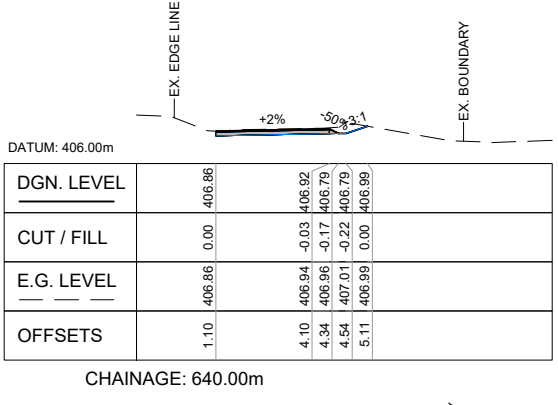 EX. EDGE LINE
EX. BOUNDARY
+2%
-50%
3:1
DATUM: 406.00m
DGN. LEVEL 406.86 406.92 406.79 406.79 406.99
CUT / FILL 0.00 -0.03 -0.17 -0.22 0.00
E.G. LEVEL 406.86 406.94 406.96 407.01 406.99
OFFSETS 1.10 4.10 4.34 4.54 5.11
CHAINAGE: 640.00m